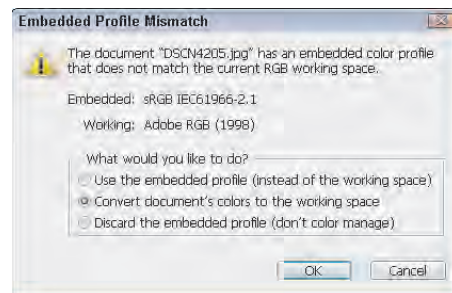 Embedded Profile Mismatch
The document "DSCN4205.jpg" has an embedded color profile
that does not match the current RGB working space.
Embedded: sRGB IEC61966-2.1
Working: Adobe RGB (1998)
What would you like to do?
Use the embedded profile (instead of the working space)
Convert document's colors to the working space
Discard the embedded profile (don't color manage)
OK Cancel